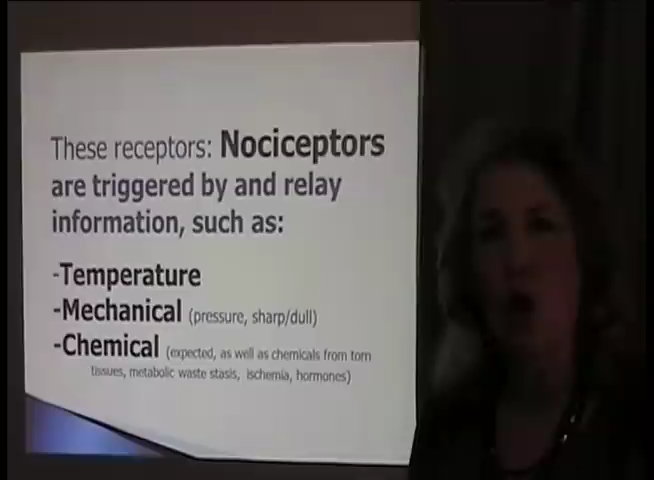 These receptors: Nociceptors
are triggered by and relay
information, such as:
-Temperature
-Mechanical (pressure, sharp/dull)
-Chemical (expected, as well as chemicals from torn
tissues, metabolic waste stasis, ischemia, hormones)